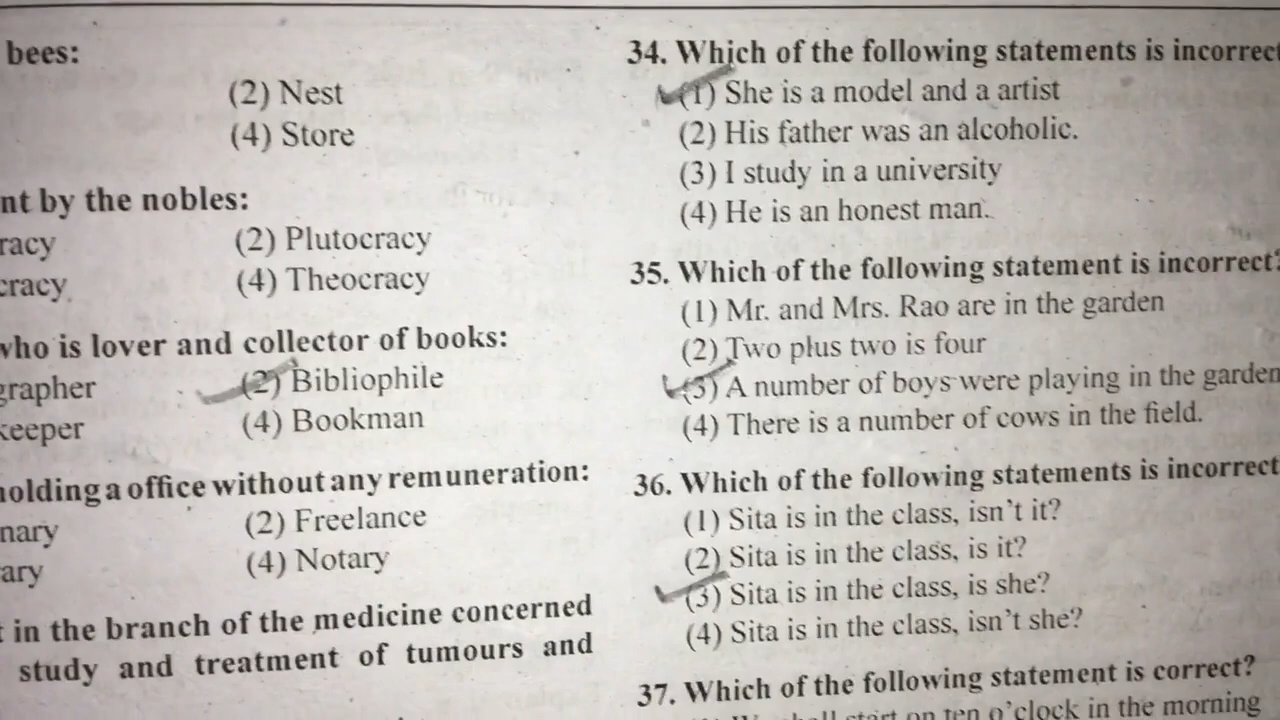 bees:
(2) Nest
(4) Store
nt by the nobles:
racy (2) Plutocracy
cracy (4) Theocracy
who is lover and collector of books:
grapher (2) Bibliophile
keeper (4) Bookman
holding a office without any remuneration:
nary (2) Freelance
ary (4) Notary
t in the branch of the medicine concerned
study and treatment of tumours and
34. Which of the following statements is incorrect
(1) She is a model and a artist
(2) His father was an alcoholic.
(3) I study in a university
(4) He is an honest man.
35. Which of the following statement is incorrect?
(1) Mr. and Mrs. Rao are in the garden
(2) Two plus two is four
(3) A number of boys were playing in the garden
(4) There is a number of cows in the field.
36. Which of the following statements is incorrect
(1) Sita is in the class, isn't it?
(2) Sita is in the class, is it?
(3) Sita is in the class, is she?
(4) Sita is in the class, isn't she?
37. Which of the following statement is correct?
start on ten o'clock in the morning